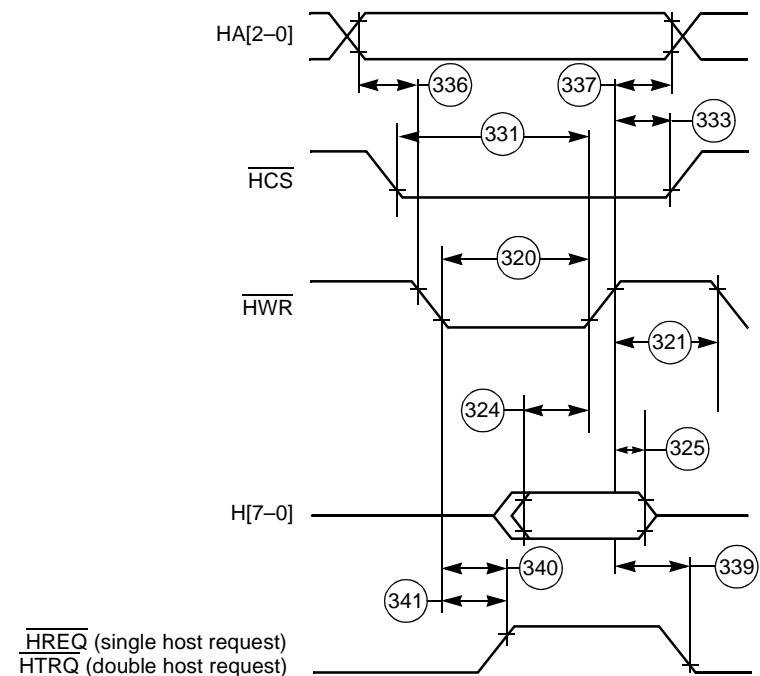 HA[2–0]
336
337
333
331
HCS
320
HWR
321
324
325
H[7–0]
340
339
341
HREQ (single host request)
HTRQ (double host request)